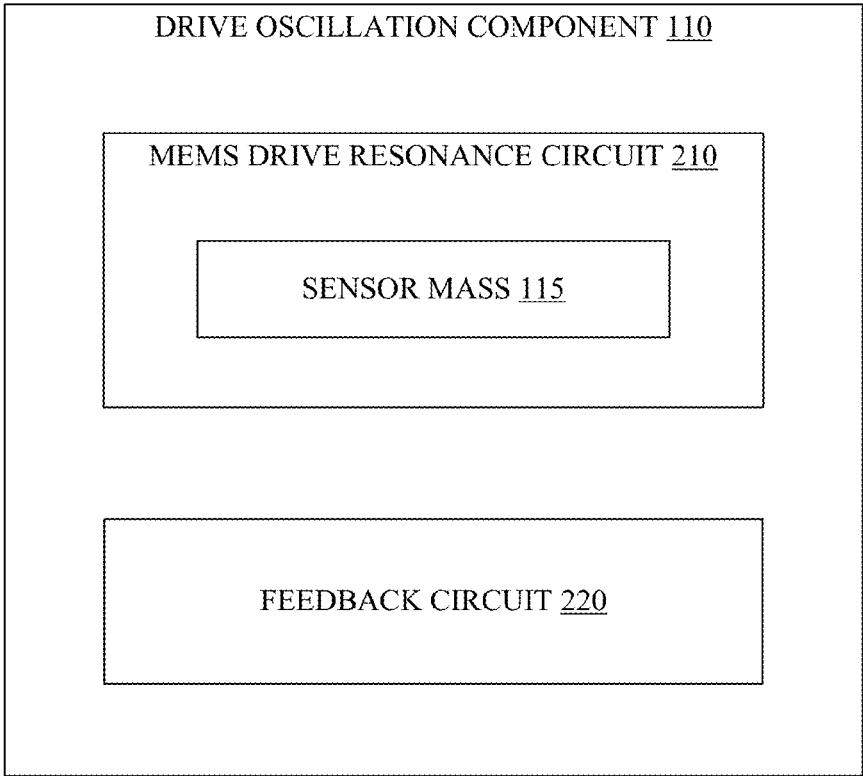 DRIVE OSCILLATION COMPONENT 110
MEMS DRIVE RESONANCE CIRCUIT 210
SENSOR MASS 115
FEEDBACK CIRCUIT 220